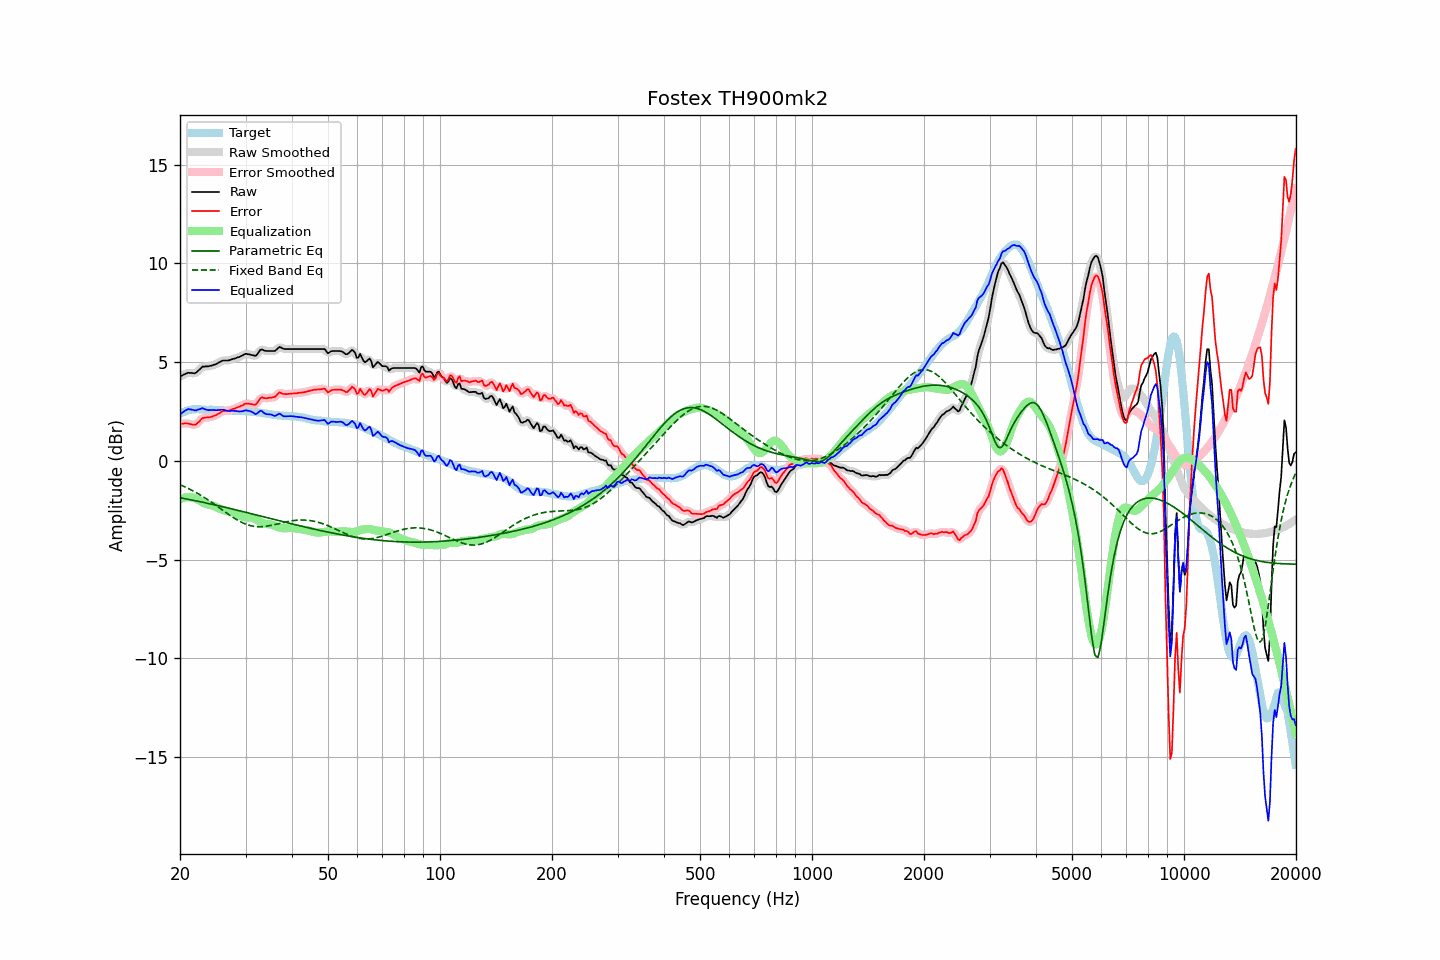 Fostex TH900mk2
Target
Raw Smoothed
Error Smoothed
Raw
Error
Equalization
Parametric Eq
Fixed Band Eq
Equalized
15
10
5
0
−5
−10
−15
Amplitude (dBr)
20 50 100 200 500 1000 2000 5000 10000 20000
Frequency (Hz)